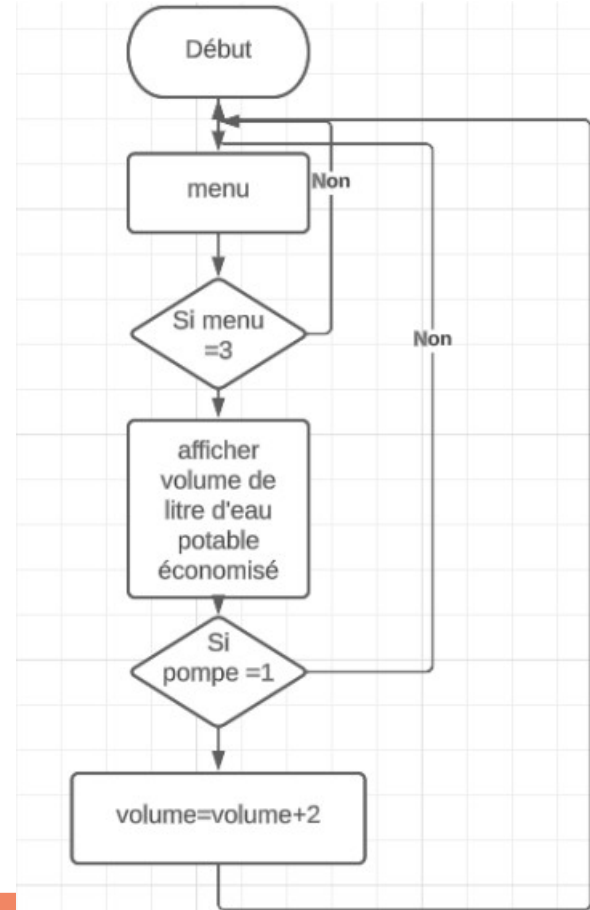 Début
menu
Non
Si menu
=3
Non
afficher
volume de
litre d'eau
potable
économisé
Si
pompe =1
volume=volume+2